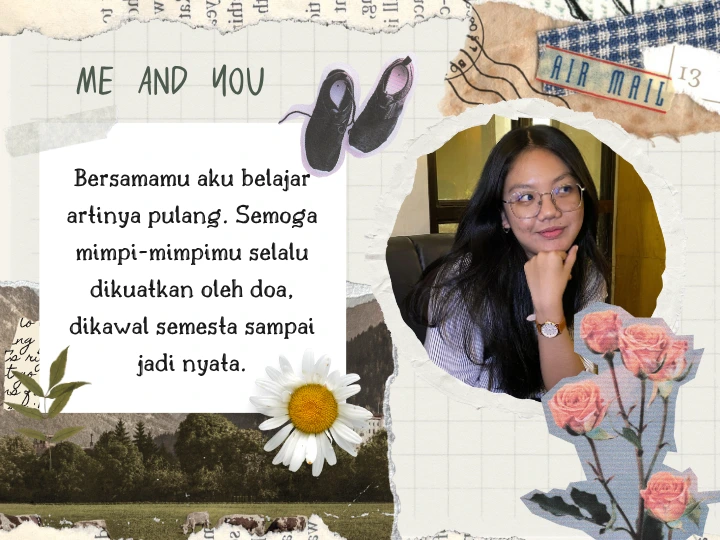 ME AND YOU
AIR MAIL
13
Bersamamu aku belajar
artinya pulang. Semoga
mimpi-mimpimu selalu
dikuatkan oleh doa,
dikawal semesta sampai
jadi nyata.